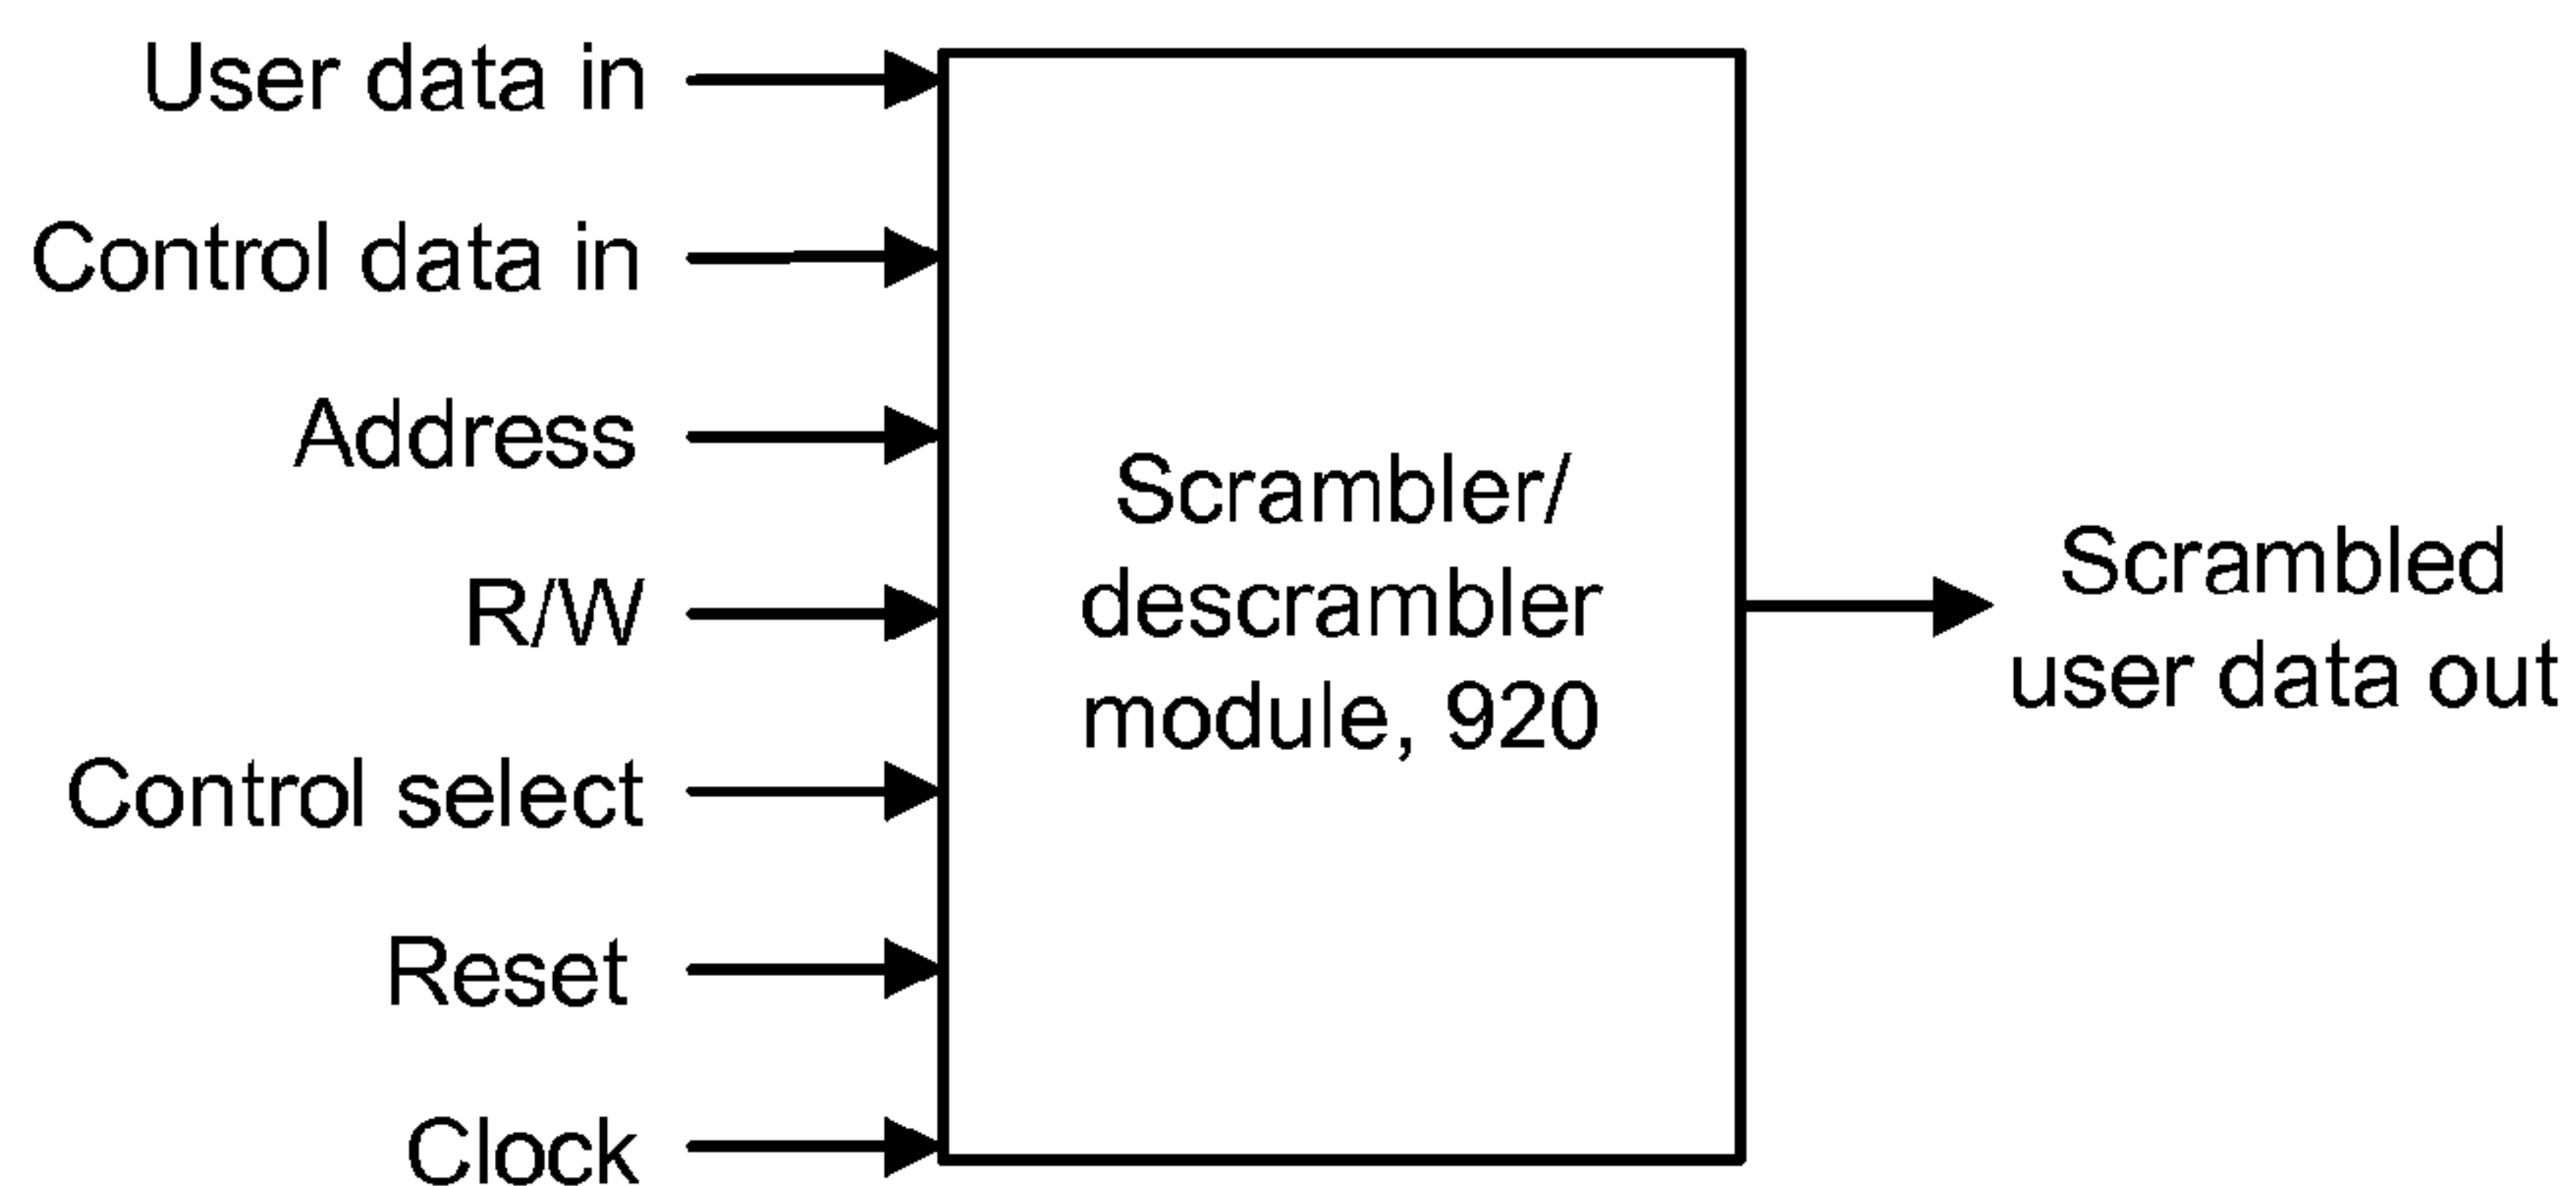 User data in
Control data in
Address
R/W
Control select
Reset
Clock
Scrambler/
descrambler
module, 920
Scrambled
user data out